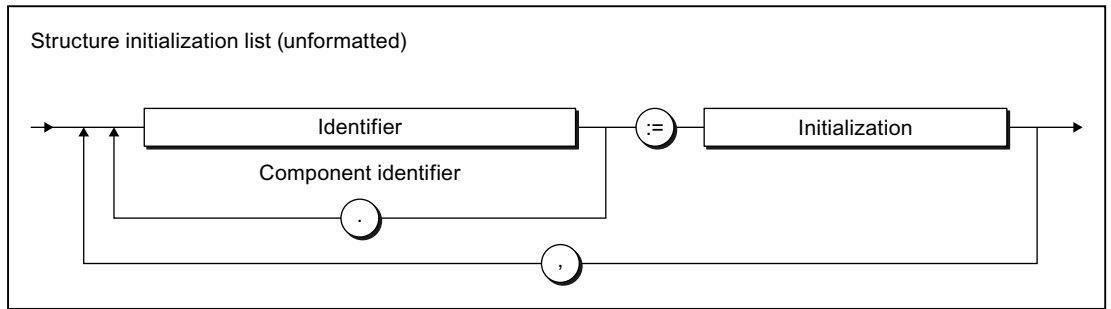 Structure initialization list (unformatted)
Identifier := Initialization
Component identifier
.
,